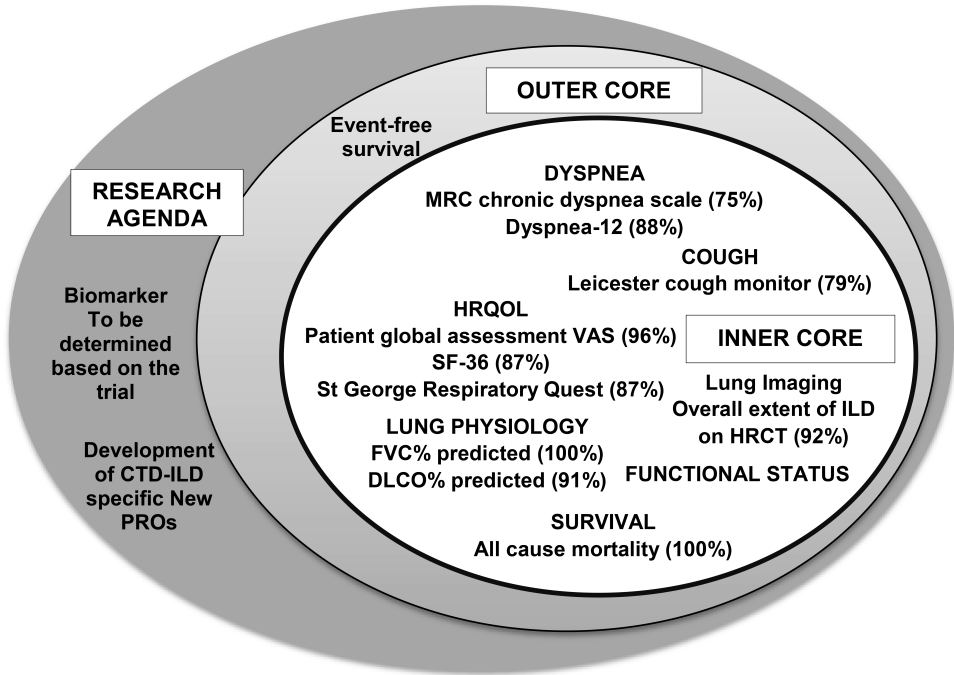 OUTER CORE
Event-free
survival
RESEARCH
AGENDA
Biomarker
To be
determined
based on the
trial
Development
of CTD-ILD
specific New
PROs
DYSPNEA
MRC chronic dyspnea scale (75%)
Dyspnea-12 (88%)
COUGH
Leicester cough monitor (79%)
HRQOL
Patient global assessment VAS (96%)
SF-36 (87%)
St George Respiratory Quest (87%)
INNER CORE
Lung Imaging
Overall extent of ILD
on HRCT (92%)
LUNG PHYSIOLOGY
FVC% predicted (100%)
DLCO% predicted (91%)
FUNCTIONAL STATUS
SURVIVAL
All cause mortality (100%)